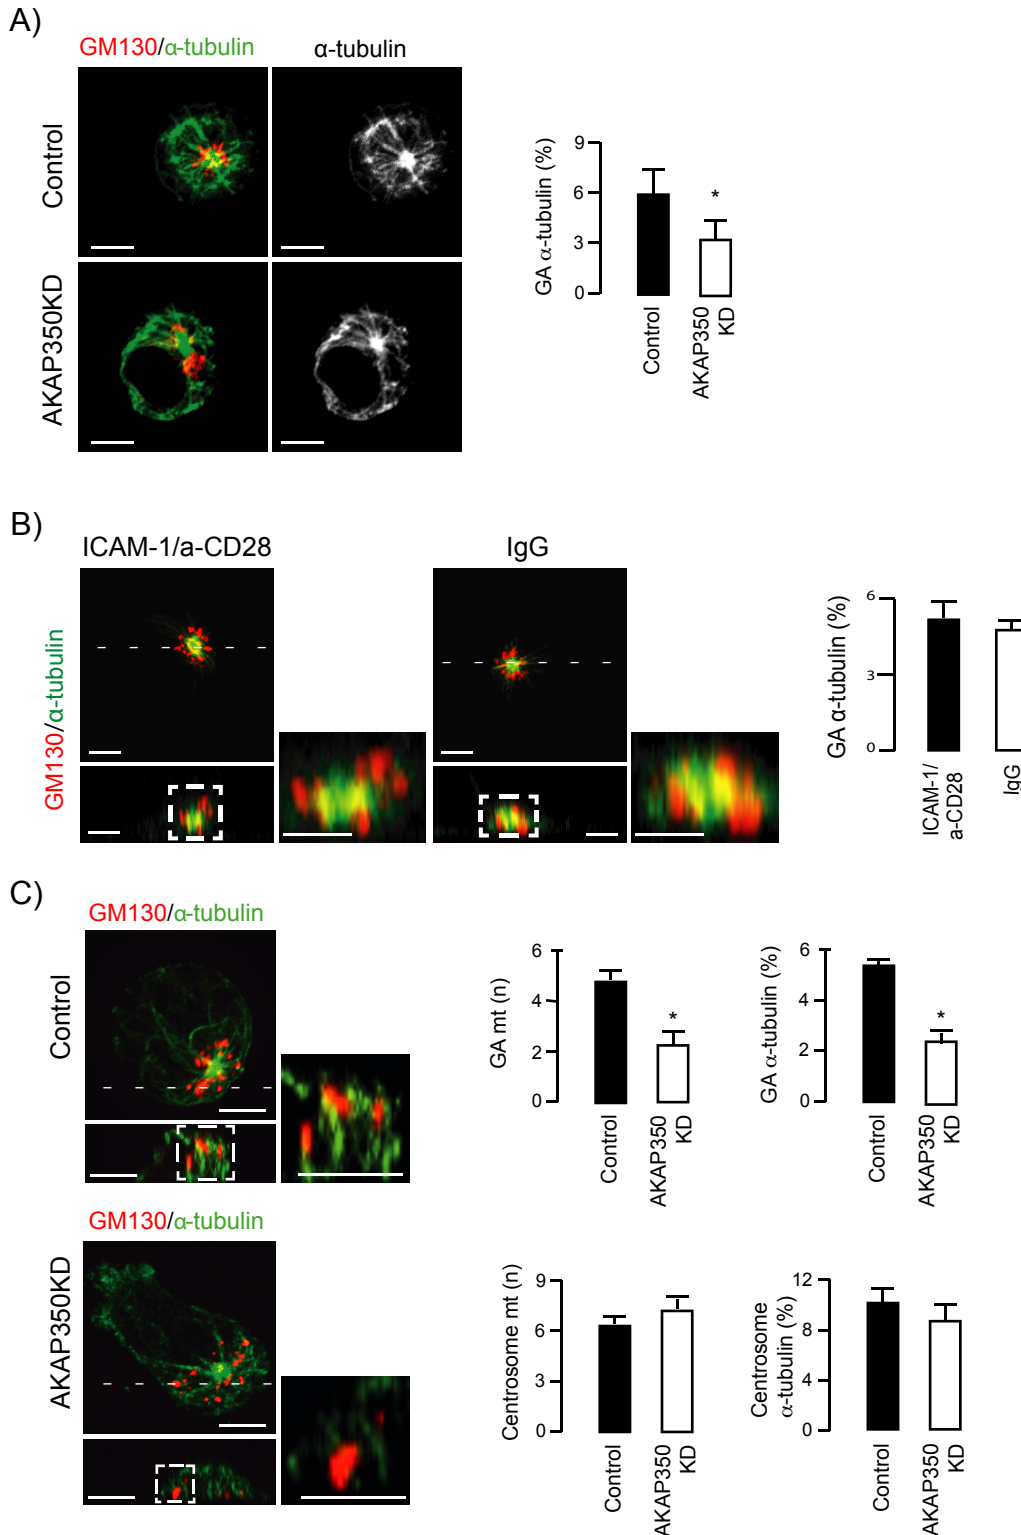 A)
GM130/α-tubulin
α-tubulin
Control
AKAP350KD
GA α-tubulin (%)
9
6
3
0
*
Control
AKAP350
KD
B)
ICAM-1/a-CD28
IgG
GM130/α-tubulin
GA α-tubulin (%)
6
3
0
ICAM-1/
a-CD28
IgG
C)
GM130/α-tubulin
Control
GM130/α-tubulin
AKAP350KD
GA mt (n)
6
4
2
0
*
Control
AKAP350
KD
GA α-tubulin (%)
6
4
2
0
*
Control
AKAP350
KD
Centrosome mt (n)
9
6
3
0
Control
AKAP350
KD
Centrosome
α-tubulin (%)
12
8
4
0
Control
AKAP350
KD